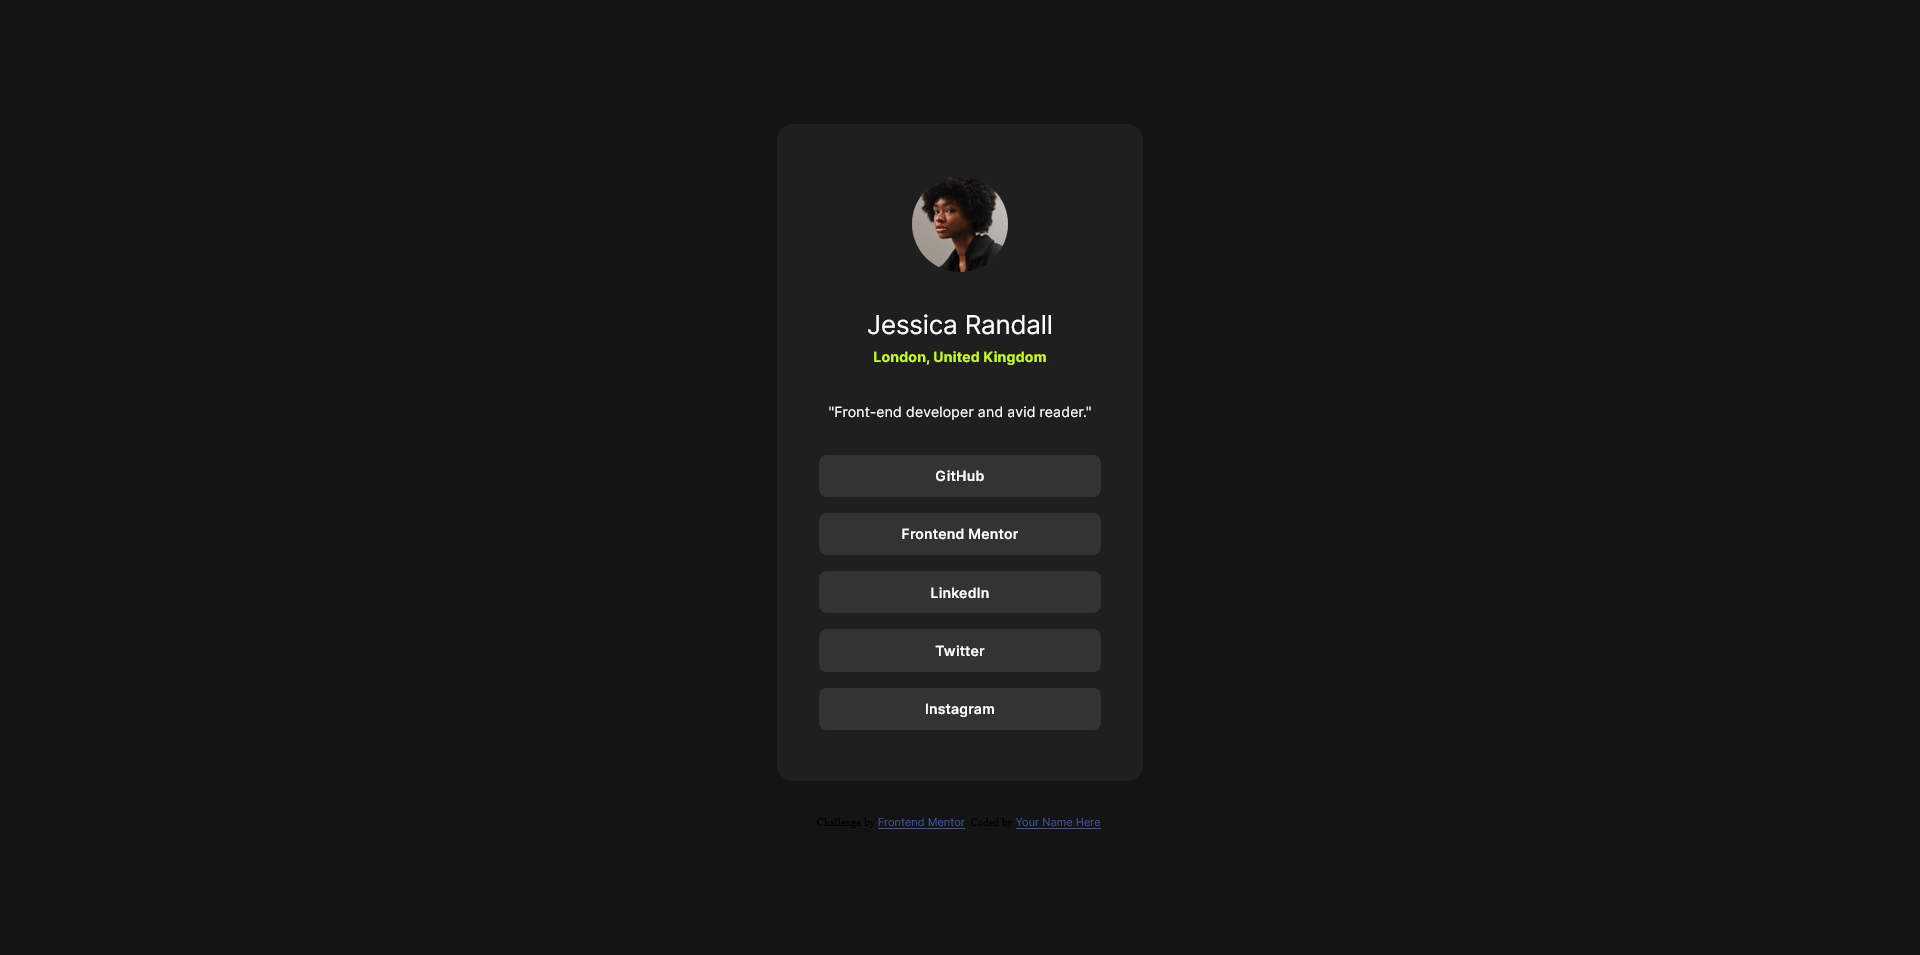 Jessica Randall
London, United Kingdom
"Front-end developer and avid reader."
GitHub
Frontend Mentor
LinkedIn
Twitter
Instagram
Challenge by Frontend Mentor. Coded by Your Name Here